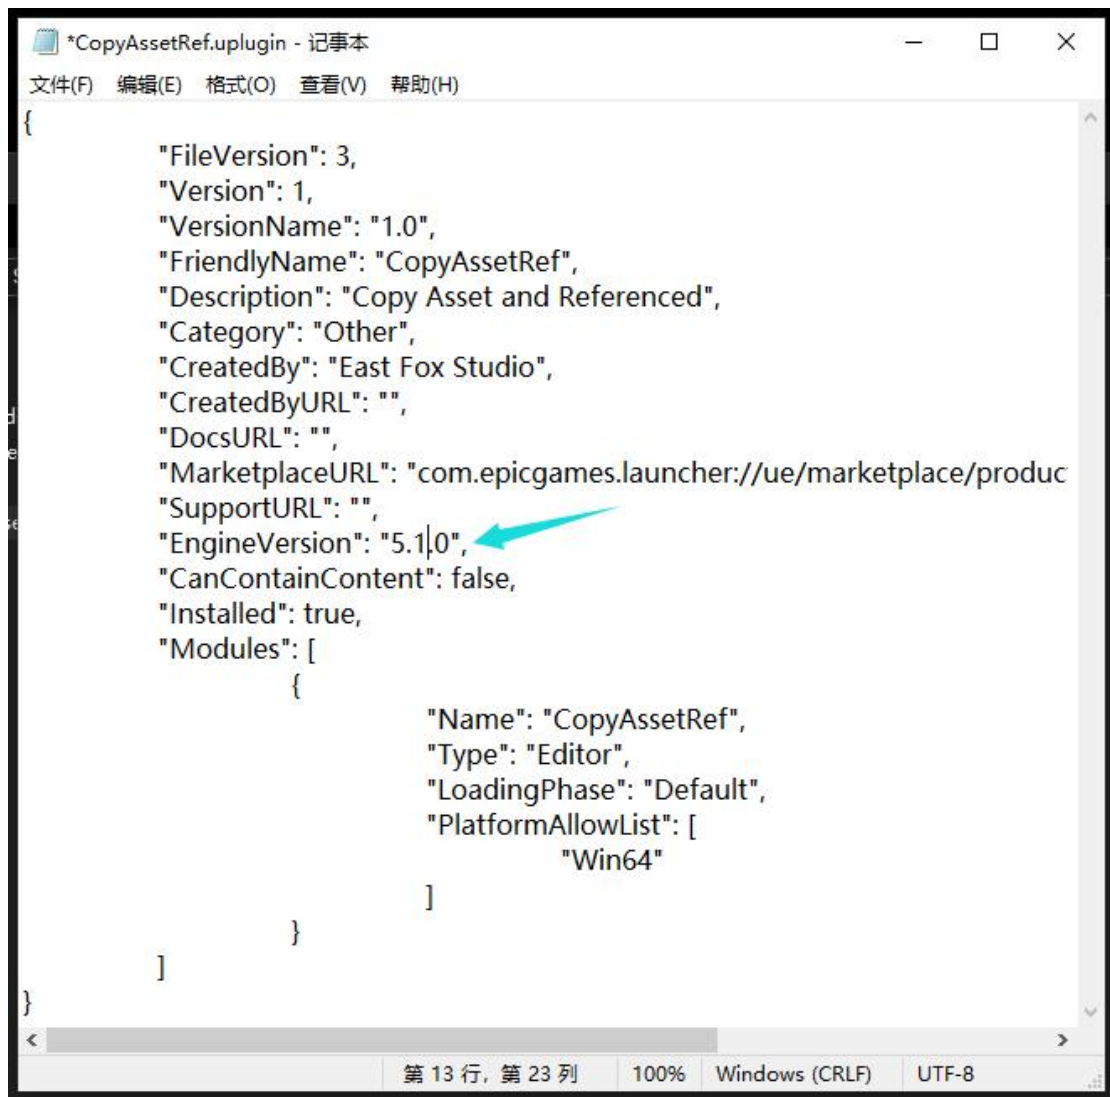 *CopyAssetRef.uplugin - 记事本
文件(F) 编辑(E) 格式(O) 查看(V) 帮助(H)
{
"FileVersion": 3,
"Version": 1,
"VersionName": "1.0",
"FriendlyName": "CopyAssetRef",
"Description": "Copy Asset and Referenced",
"Category": "Other",
"CreatedBy": "East Fox Studio",
"CreatedByURL": "",
"DocsURL": "",
"MarketplaceURL": "com.epicgames.launcher://ue/marketplace/produc
"SupportURL": "",
"EngineVersion": "5.1.0",
"CanContainContent": false,
"Installed": true,
"Modules": [
{
"Name": "CopyAssetRef",
"Type": "Editor",
"LoadingPhase": "Default",
"PlatformAllowList": [
"Win64"
]
}
]
}
第 13 行, 第 23 列 100% Windows (CRLF) UTF-8